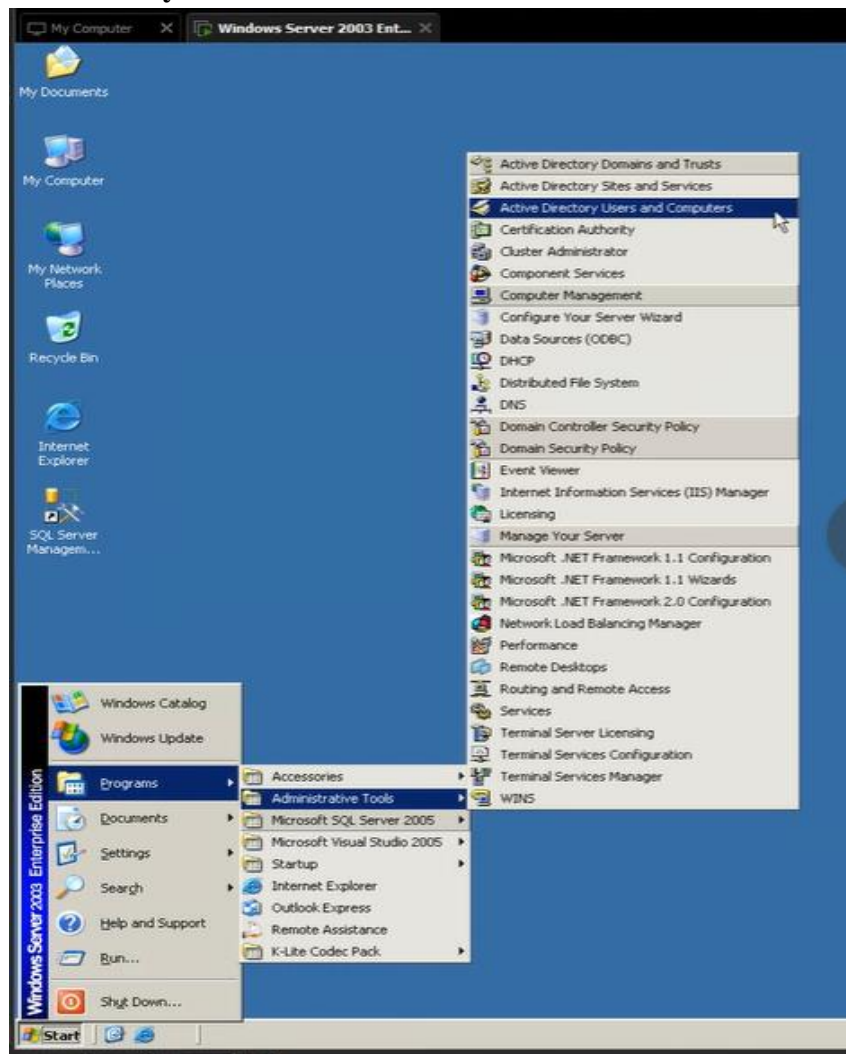 My Computer
Windows Server 2003 Ent...
My Documents
My Computer
My Network
Places
Recycle Bin
Internet
Explorer
SQL Server
Managem...
Active Directory Domains and Trusts
Active Directory Sites and Services
Active Directory Users and Computers
Certification Authority
Cluster Administrator
Component Services
Computer Management
Configure Your Server Wizard
Data Sources (ODBC)
DHCP
Distributed File System
DNS
Domain Controller Security Policy
Domain Security Policy
Event Viewer
Internet Information Services (IIS) Manager
Licensing
Manage Your Server
Microsoft .NET Framework 1.1 Configuration
Microsoft .NET Framework 1.1 Wizards
Microsoft .NET Framework 2.0 Configuration
Network Load Balancing Manager
Performance
Remote Desktops
Routing and Remote Access
Services
Terminal Server Licensing
Terminal Services Configuration
Terminal Services Manager
WINS
Windows Catalog
Windows Update
Programs
Documents
Settings
Search
Help and Support
Run...
Shut Down...
Windows Server 2003 Enterprise Edition
Accessories
Administrative Tools
Microsoft SQL Server 2005
Microsoft Visual Studio 2005
Startup
Internet Explorer
Outlook Express
Remote Assistance
K-Lite Codec Pack
Start